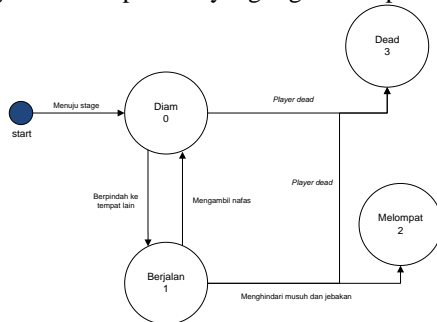 Dead
3
Diam
0
Player dead
Menuju stage
start
Berpindah ke
tempat lain
Mengambil nafas
Player dead
Melompat
2
Berjalan
1
Menghindari musuh dan jebakan